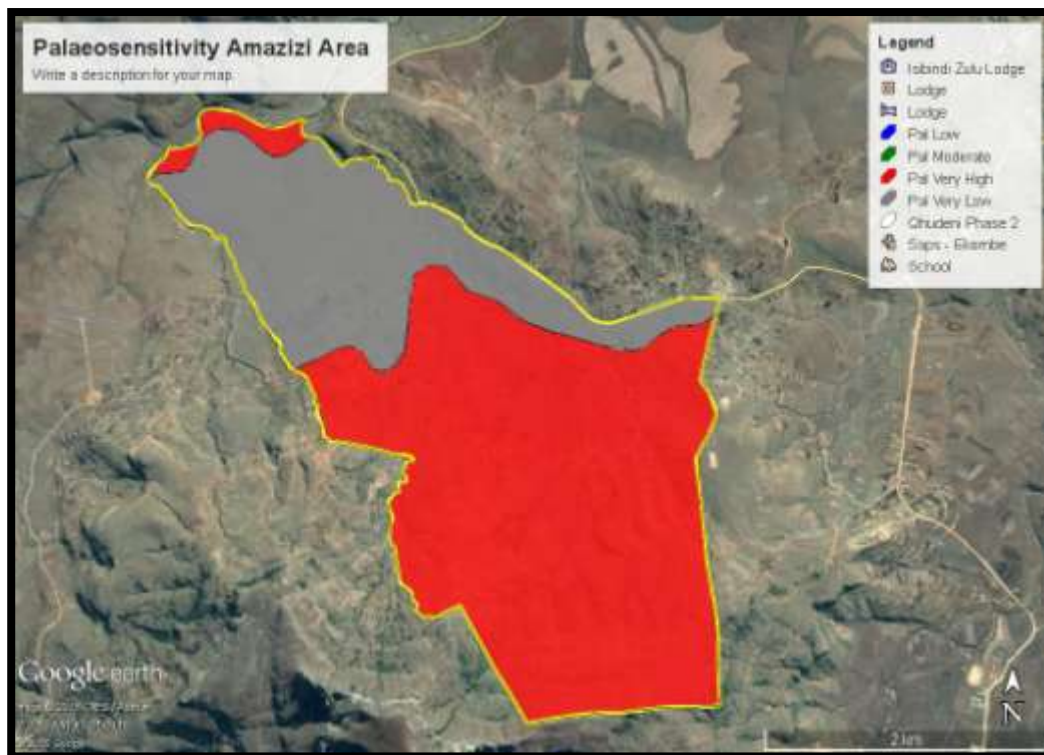 Palaeosensitivity Amazizi Area
Write a description for your map.
Legend
Isibindi Zulu Lodge
Lodge
Lodge
Pal Low
Pal Moderate
Pal Very High
Pal Very Low
Qhudeni Phase 2
Saps - Ekombe
School
Google earth
N
2 km